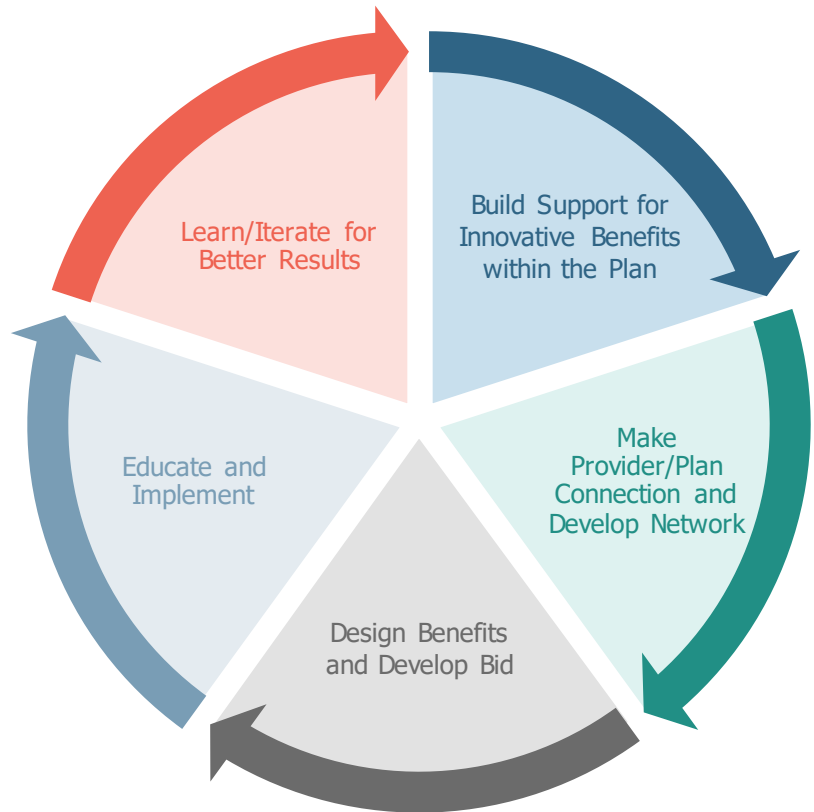 Build Support for
Innovative Benefits
within the Plan
Make
Provider/Plan
Connection and
Develop Network
Design Benefits
and Develop Bid
Educate and
Implement
Learn/Iterate for
Better Results